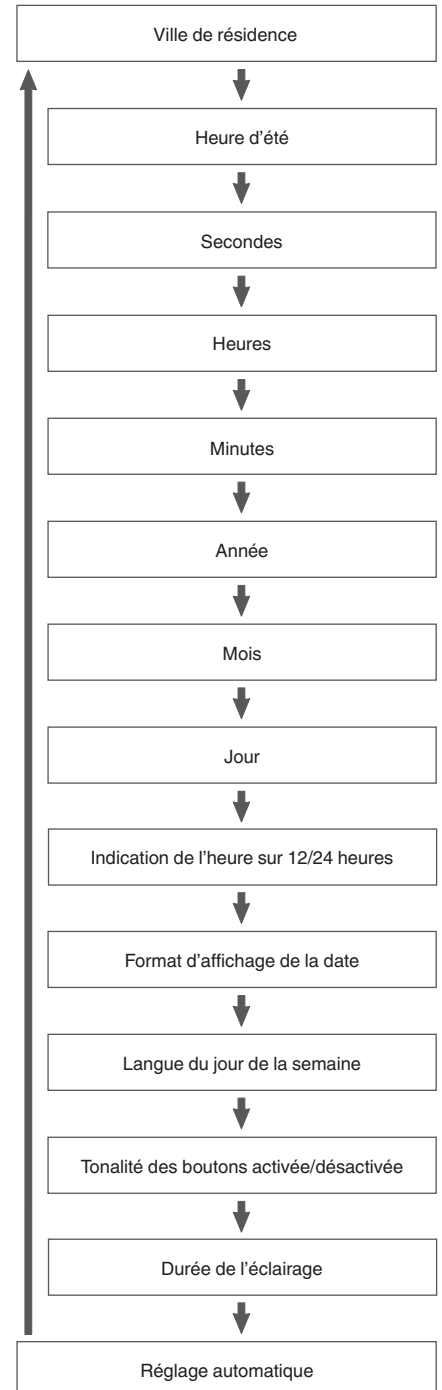 Ville de résidence
Heure d’été
Secondes
Heures
Minutes
Année
Mois
Jour
Indication de l’heure sur 12/24 heures
Format d’affichage de la date
Langue du jour de la semaine
Tonalité des boutons activée/désactivée
Durée de l’éclairage
Réglage automatique